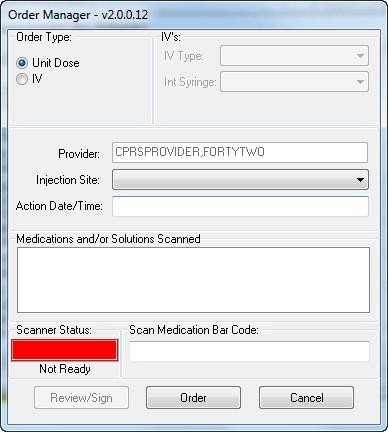 Order Manager - v2.0.0.12
Order Type:
Unit Dose
IV
IV's:
IV Type:
Int Syringe:
Provider: CPRSPROVIDER,FORTYTWO
Injection Site:
Action Date/Time:
Medications and/or Solutions Scanned
Scanner Status:
Not Ready
Scan Medication Bar Code:
Review/Sign Order Cancel